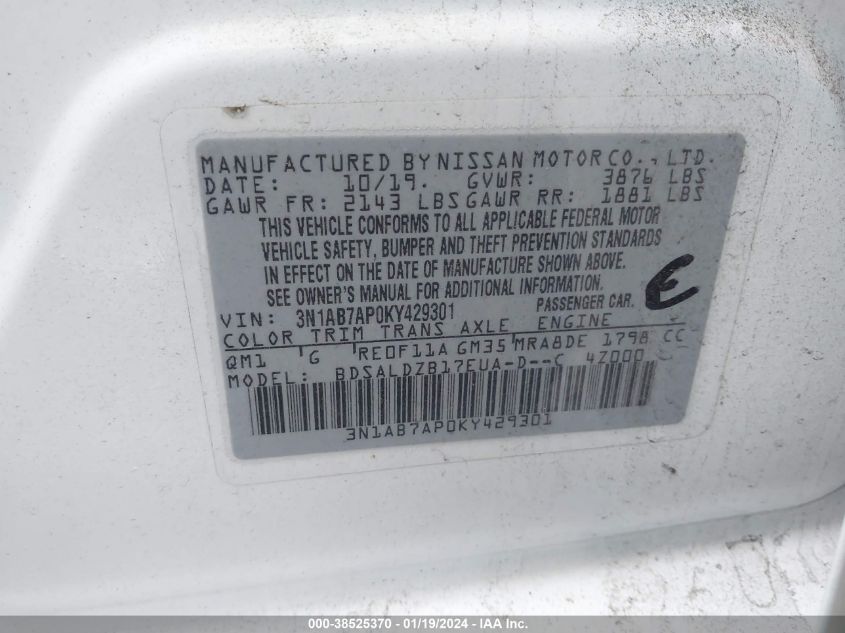 MANUFACTURED BY NISSAN MOTOR CO., LTD.
DATE: 10/19. GVWR: 3876 LBS
GAWR FR: 2143 LBS GAWR RR: 1881 LBS
THIS VEHICLE CONFORMS TO ALL APPLICABLE FEDERAL MOTOR
VEHICLE SAFETY, BUMPER AND THEFT PREVENTION STANDARDS
IN EFFECT ON THE DATE OF MANUFACTURE SHOWN ABOVE.
SEE OWNER'S MANUAL FOR ADDITIONAL INFORMATION.
VIN: 3N1AB7AP0KY429301 PASSENGER CAR.
COLOR TRIM TRANS AXLE ENGINE
QM1 G RE0F11A GM35 MRA8DE 1798 CC
MODEL: BDSALDZB17EUA-D--C 4Z000
3N1AB7AP0KY429301
000-38525370 - 01/19/2024 - IAA Inc.